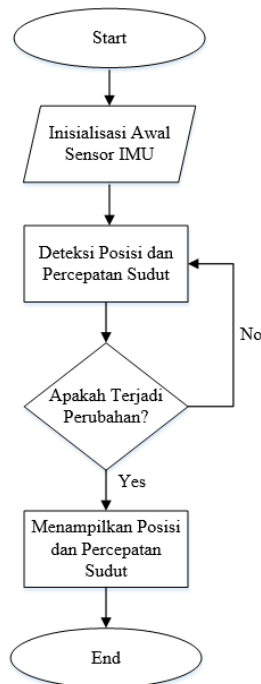 Start
Inisialisasi Awal
Sensor IMU
Deteksi Posisi dan
Percepatan Sudut
No
Apakah Terjadi
Perubahan?
Yes
Menampilkan Posisi
dan Percepatan
Sudut
End